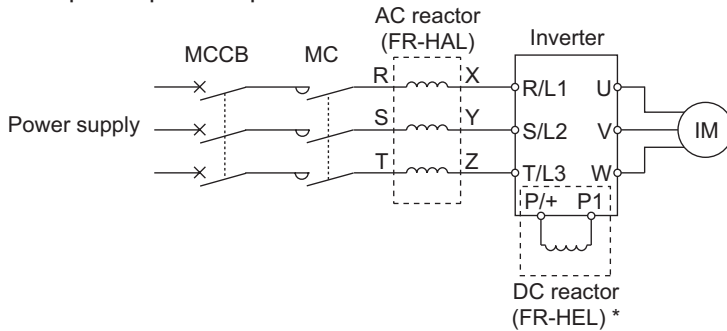 AC reactor
(FR-HAL)
Inverter
MCCB
MC
R
X
R/L1
U
Power supply
S
Y
S/L2
V
IM
T
Z
T/L3
W
P/+
P1
DC reactor
(FR-HEL) *